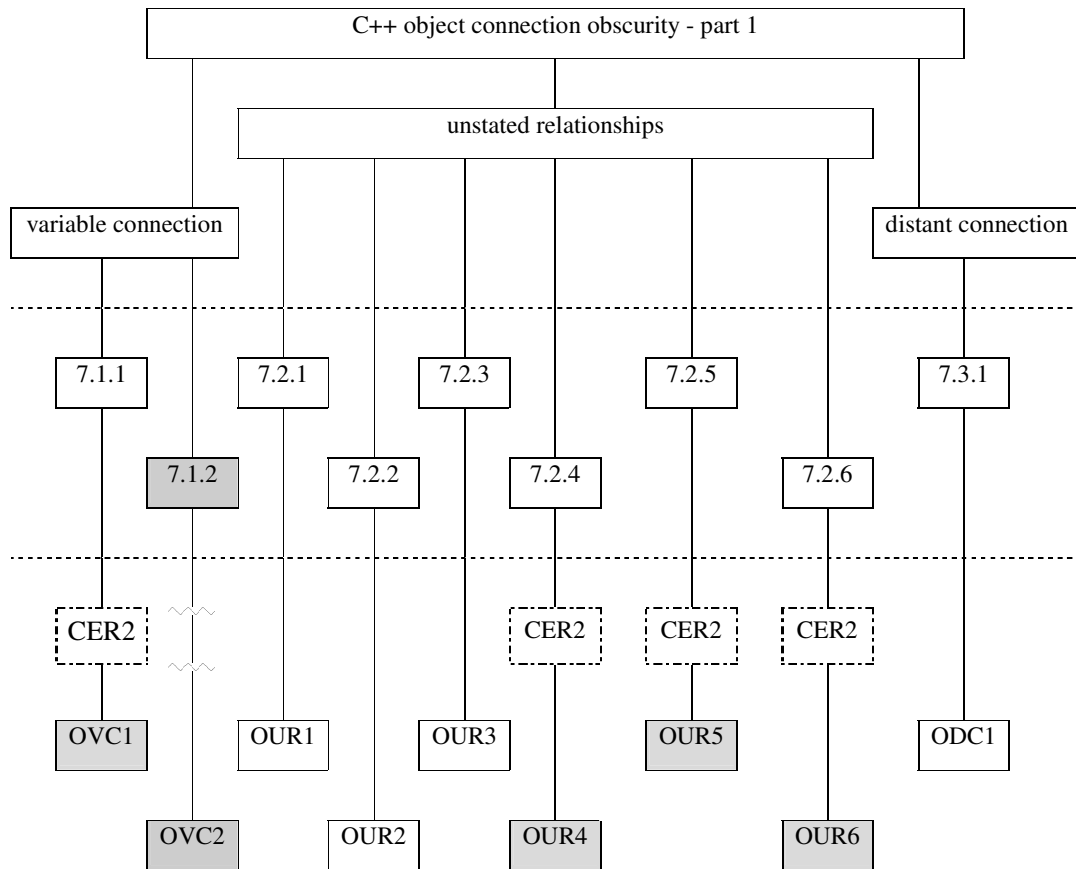 C++ object connection obscurity - part 1
unstated relationships
variable connection
distant connection
7.1.1
7.2.1
7.2.3
7.2.5
7.3.1
7.1.2
7.2.2
7.2.4
7.2.6
CER2
CER2
CER2
CER2
OVC1
OUR1
OUR3
OUR5
ODC1
OVC2
OUR2
OUR4
OUR6